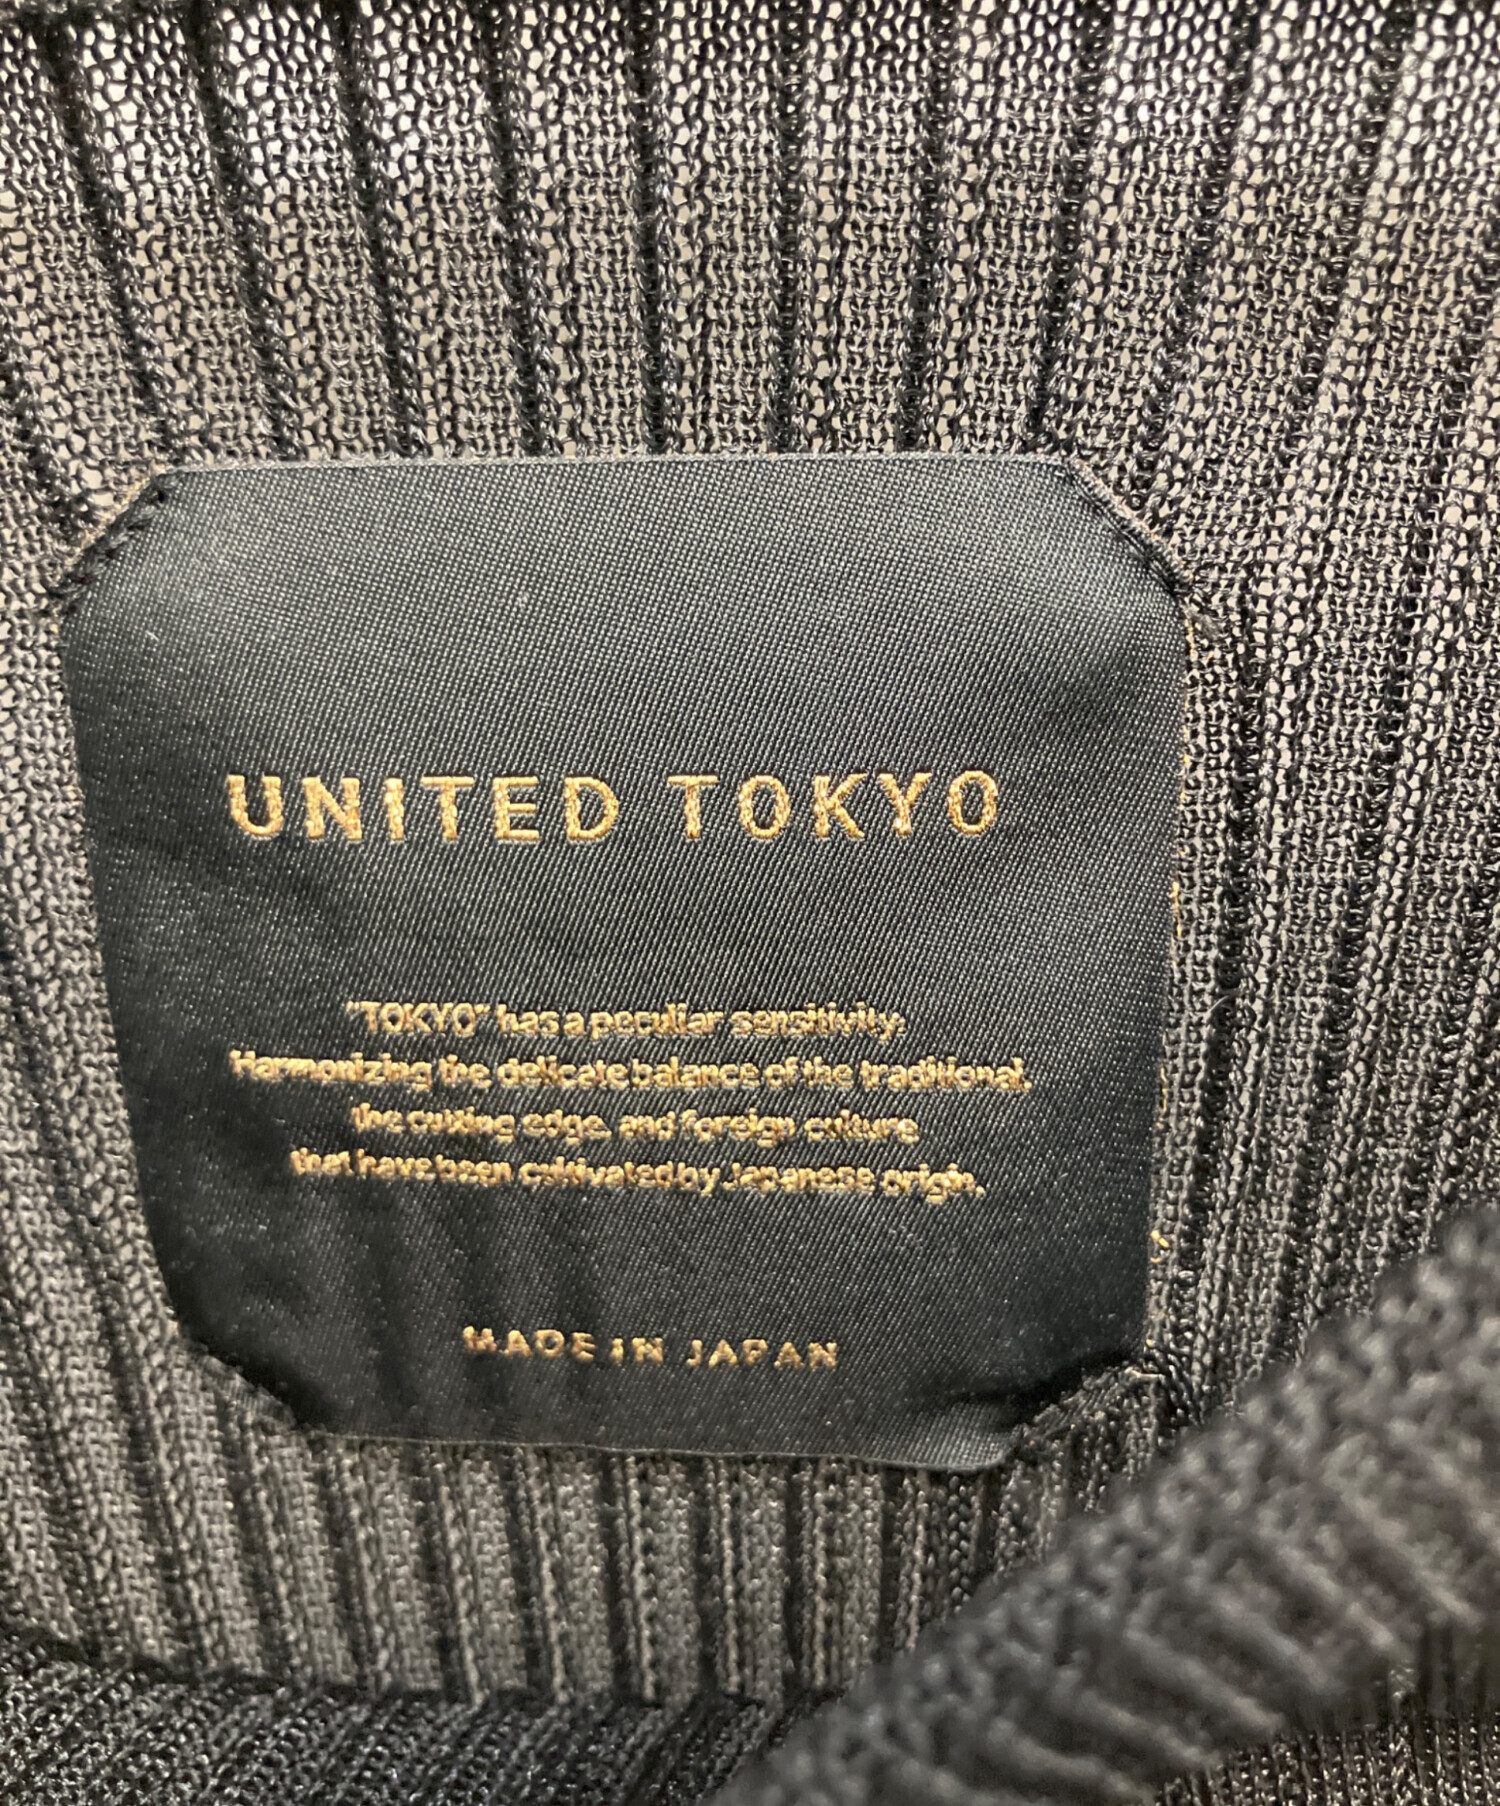 UNITED TOKYO
"TOKYO" has a peculiar sensitivity:
Harmonizing the delicate balance of the traditional,
the cutting edge, and foreign culture
that have been cultivated by Japanese origin.
MADE IN JAPAN